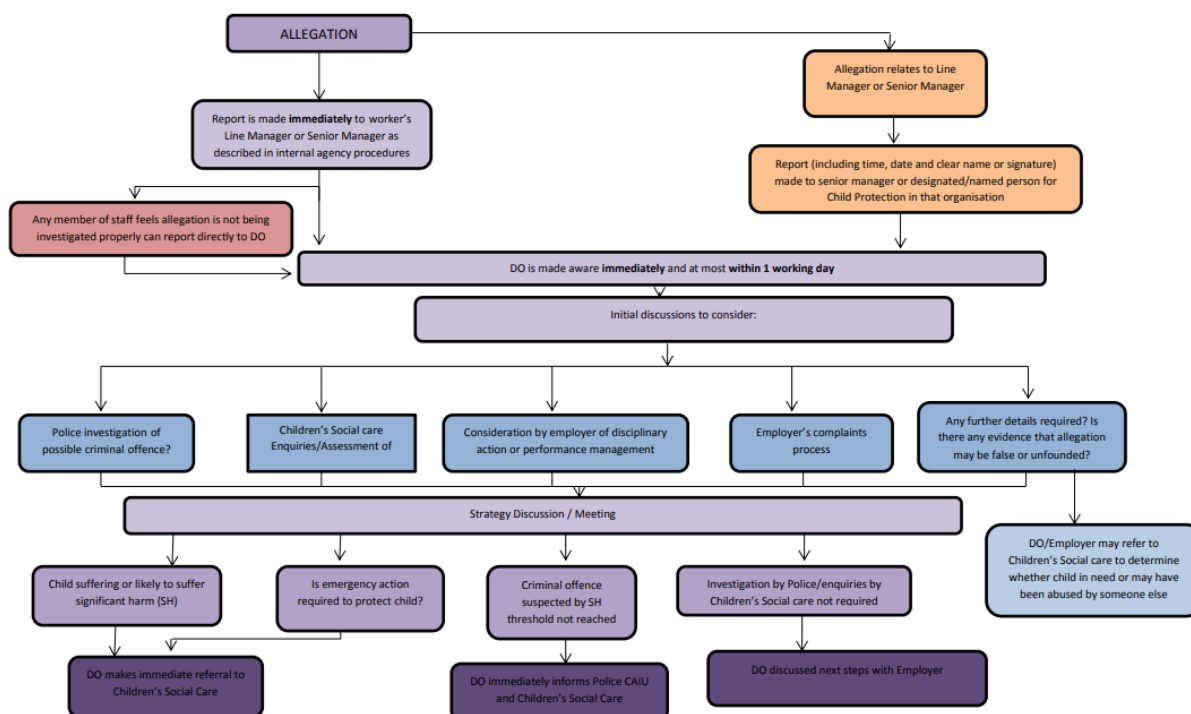 ALLEGATION
Allegation relates to Line
Manager or Senior Manager
Report is made immediately to worker's
Line Manager or Senior Manager as
described in internal agency procedures
Report (including time, date and clear name or signature)
made to senior manager or designated/named person for
Child Protection in that organisation
Any member of staff feels allegation is not being
investigated properly can report directly to DO
DO is made aware immediately and at most within 1 working day
Initial discussions to consider:
Police investigation of
possible criminal offence?
Children's Social care
Enquiries/Assessment of
Consideration by employer of disciplinary
action or performance management
Employer's complaints
process
Any further details required? Is
there any evidence that allegation
may be false or unfounded?
Strategy Discussion / Meeting
DO/Employer may refer to
Children's Social care to determine
whether child in need or may have
been abused by someone else
Child suffering or likely to suffer
significant harm (SH)
Is emergency action
required to protect child?
Criminal offence
suspected by SH
threshold not reached
Investigation by Police/enquiries by
Children's Social care not required
DO makes immediate referral to
Children's Social Care
DO immediately informs Police CAIU
and Children's Social Care
DO discussed next steps with Employer